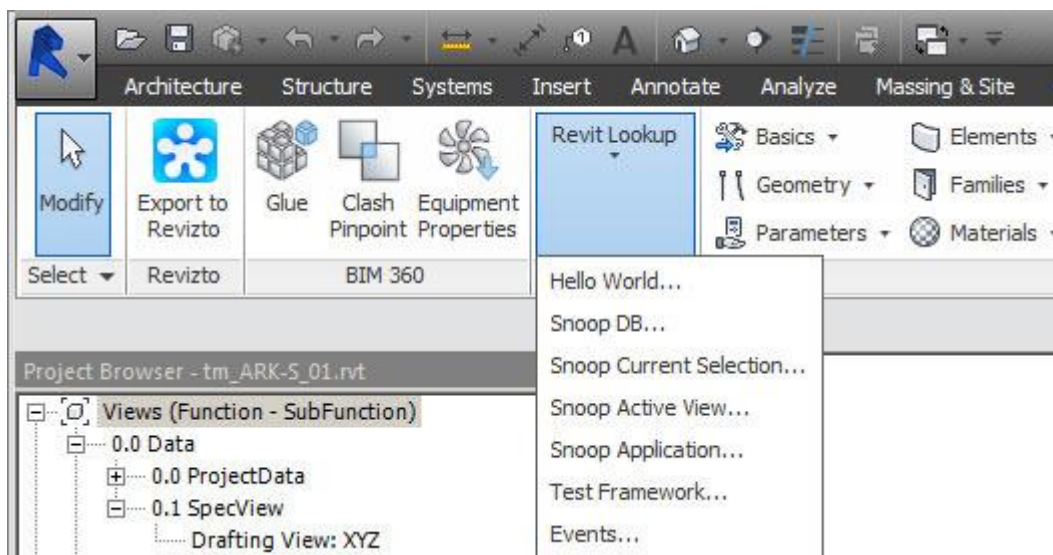 Architecture Structure Systems Insert Annotate Analyze Massing & Site
Modify
Export to
Revizto
Glue
Clash
Pinpoint
Equipment
Properties
Revit Lookup
Basics
Elements
Geometry
Families
Parameters
Materials
Select
Revizto
BIM 360
Hello World...
Snoop DB...
Snoop Current Selection...
Snoop Active View...
Snoop Application...
Test Framework...
Events...
Project Browser - tm_ARK-S_01.rvt
Views (Function - SubFunction)
0.0 Data
0.0 ProjectData
0.1 SpecView
Drafting View: XYZ